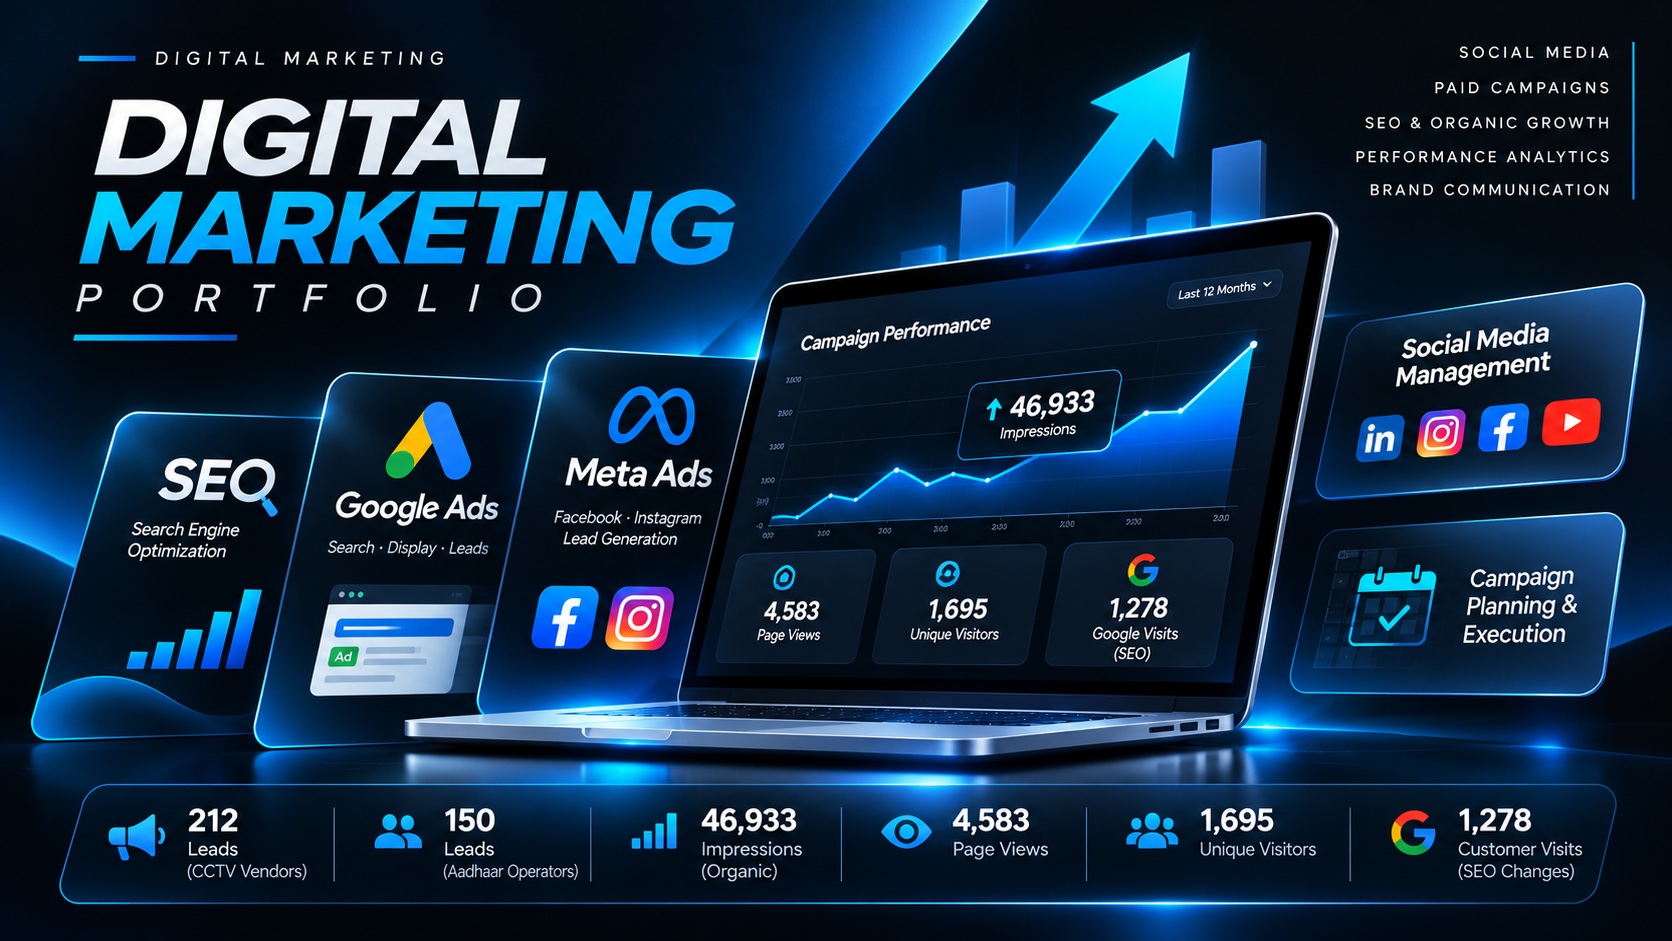 DIGITAL MARKETING
DIGITAL
MARKETING
PORTFOLIO
SOCIAL MEDIA
PAID CAMPAIGNS
SEO & ORGANIC GROWTH
PERFORMANCE ANALYTICS
BRAND COMMUNICATION
SEO
Search Engine
Optimization
Google Ads
Search · Display · Leads
Ad
Meta Ads
Facebook · Instagram
Lead Generation
Campaign Performance
Last 12 Months
46,933
Impressions
4,583
Page Views
1,695
Unique Visitors
1,278
Google Visits
(SEO)
Social Media
Management
in
Campaign
Planning &
Execution
212
Leads
(CCTV Vendors)
150
Leads
(Aadhaar Operators)
46,933
Impressions
(Organic)
4,583
Page Views
1,695
Unique Visitors
1,278
Customer Visits
(SEO Changes)